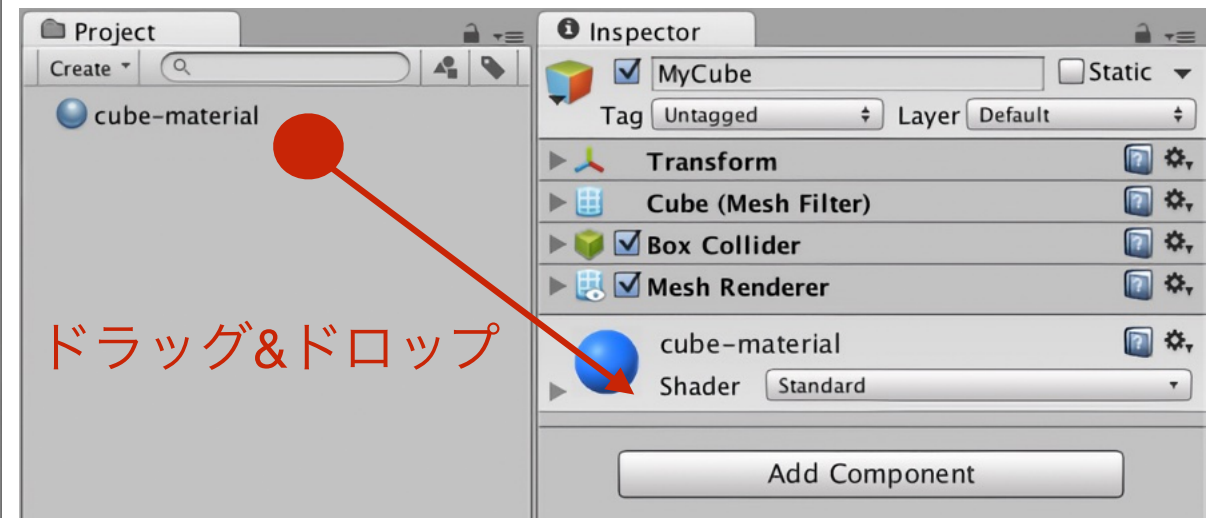 Project
Create
cube-material
ドラッグ&ドロップ
Inspector
MyCube
Static
Tag Untagged Layer Default
Transform
Cube (Mesh Filter)
Box Collider
Mesh Renderer
cube-material
Shader Standard
Add Component